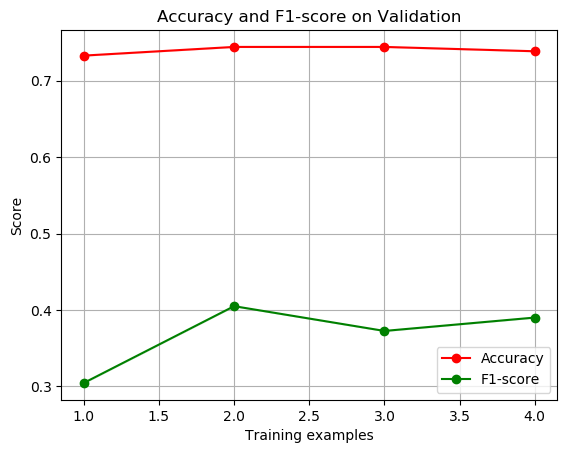 Accuracy and F1-score on Validation
Score
0.7
0.6
0.5
0.4
0.3
Accuracy
F1-score
1.0 1.5 2.0 2.5 3.0 3.5 4.0
Training examples